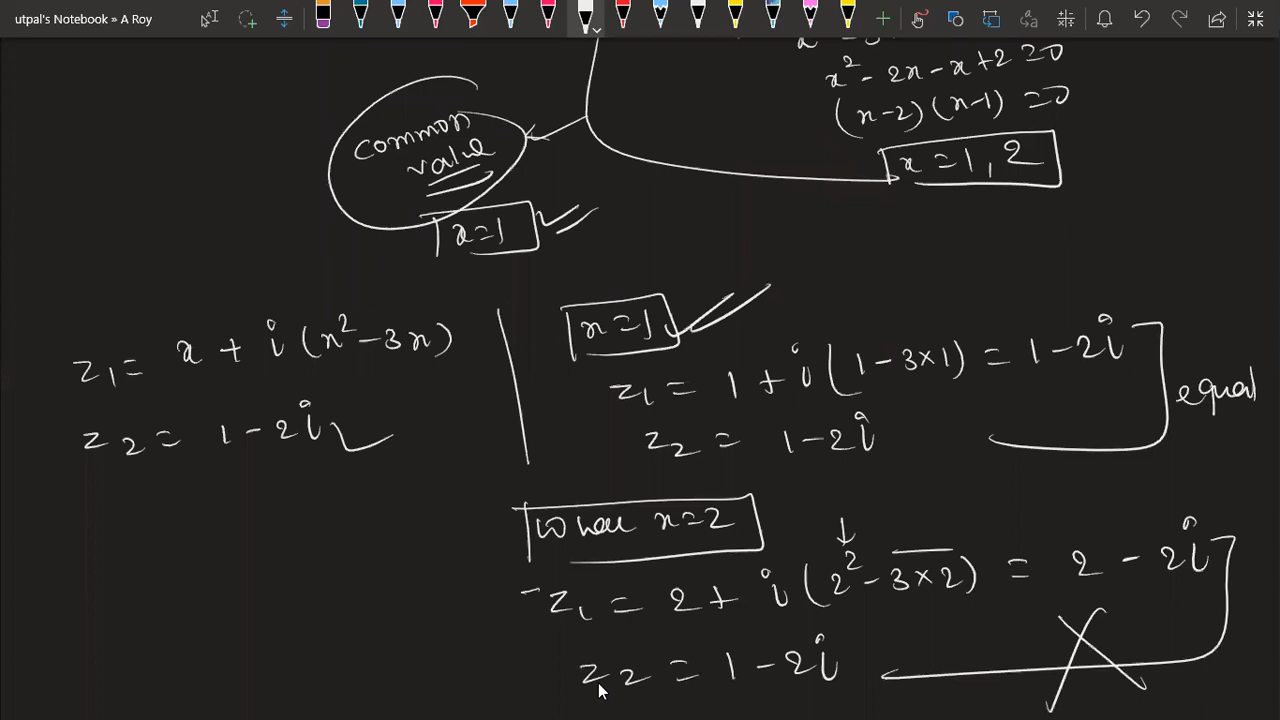 utpal's Notebook » A Roy
x² - 2x - x + 2 = 0
(x-2)(x-1) = 0
x = 1, 2
common
value
x=1
x=1
z₁ = x + i(x² - 3x)
z₁ = 1 + i(1 - 3×1) = 1 - 2i
equal
z₂ = 1 - 2i
z₂ = 1 - 2i
When x=2
z₁ = 2 + i(2² - 3×2) = 2 - 2i
z₂ = 1 - 2i